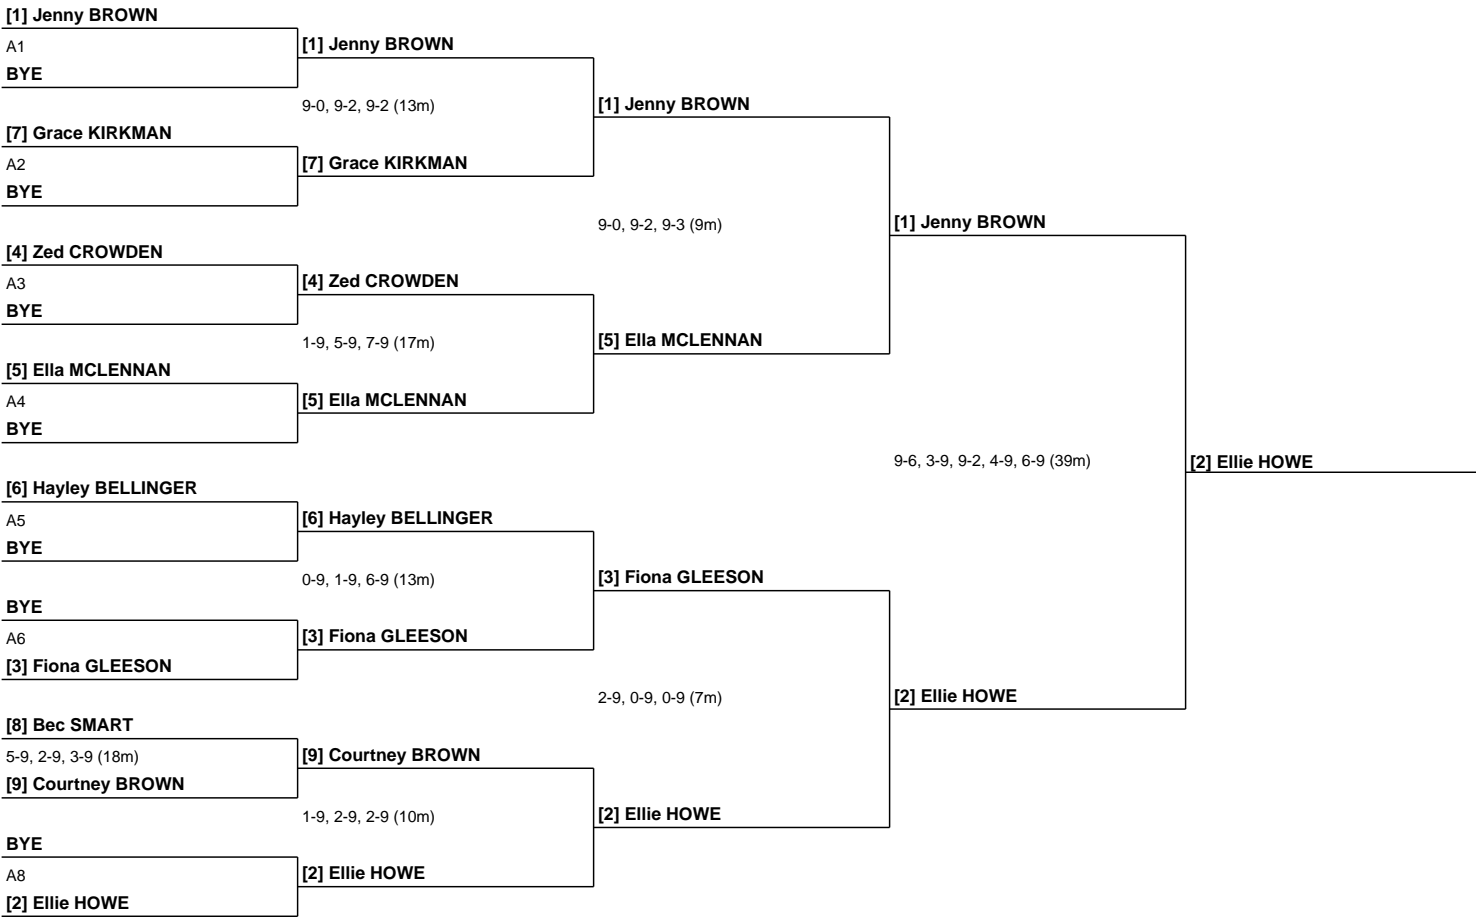 [1] Jenny BROWN
A1
[1] Jenny BROWN
BYE
9-0, 9-2, 9-2 (13m)
[1] Jenny BROWN
[7] Grace KIRKMAN
A2
[7] Grace KIRKMAN
BYE
9-0, 9-2, 9-3 (9m)
[1] Jenny BROWN
[4] Zed CROWDEN
A3
[4] Zed CROWDEN
BYE
1-9, 5-9, 7-9 (17m)
[5] Ella MCLENNAN
[5] Ella MCLENNAN
A4
[5] Ella MCLENNAN
BYE
9-6, 3-9, 9-2, 4-9, 6-9 (39m)
[2] Ellie HOWE
[6] Hayley BELLINGER
A5
[6] Hayley BELLINGER
BYE
0-9, 1-9, 6-9 (13m)
[3] Fiona GLEESON
BYE
A6
[3] Fiona GLEESON
[3] Fiona GLEESON
2-9, 0-9, 0-9 (7m)
[2] Ellie HOWE
[8] Bec SMART
5-9, 2-9, 3-9 (18m)
[9] Courtney BROWN
[9] Courtney BROWN
1-9, 2-9, 2-9 (10m)
[2] Ellie HOWE
BYE
A8
[2] Ellie HOWE
[2] Ellie HOWE